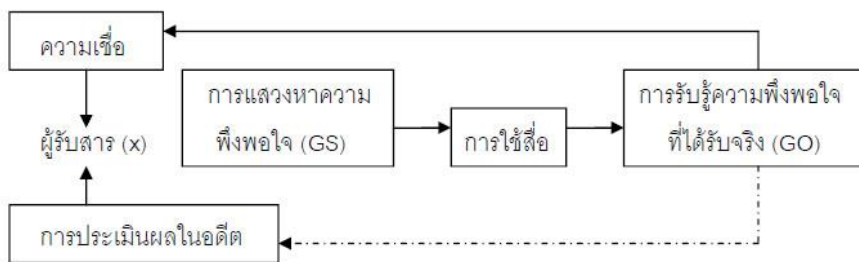 ความเชื่อ
ผู้รับสาร (x)
การประเมินผลในอดีต
การแสวงหาความ
พึงพอใจ (GS)
การใช้สื่อ
การรับรู้ความพึงพอใจ
ที่ได้รับจริง (GO)